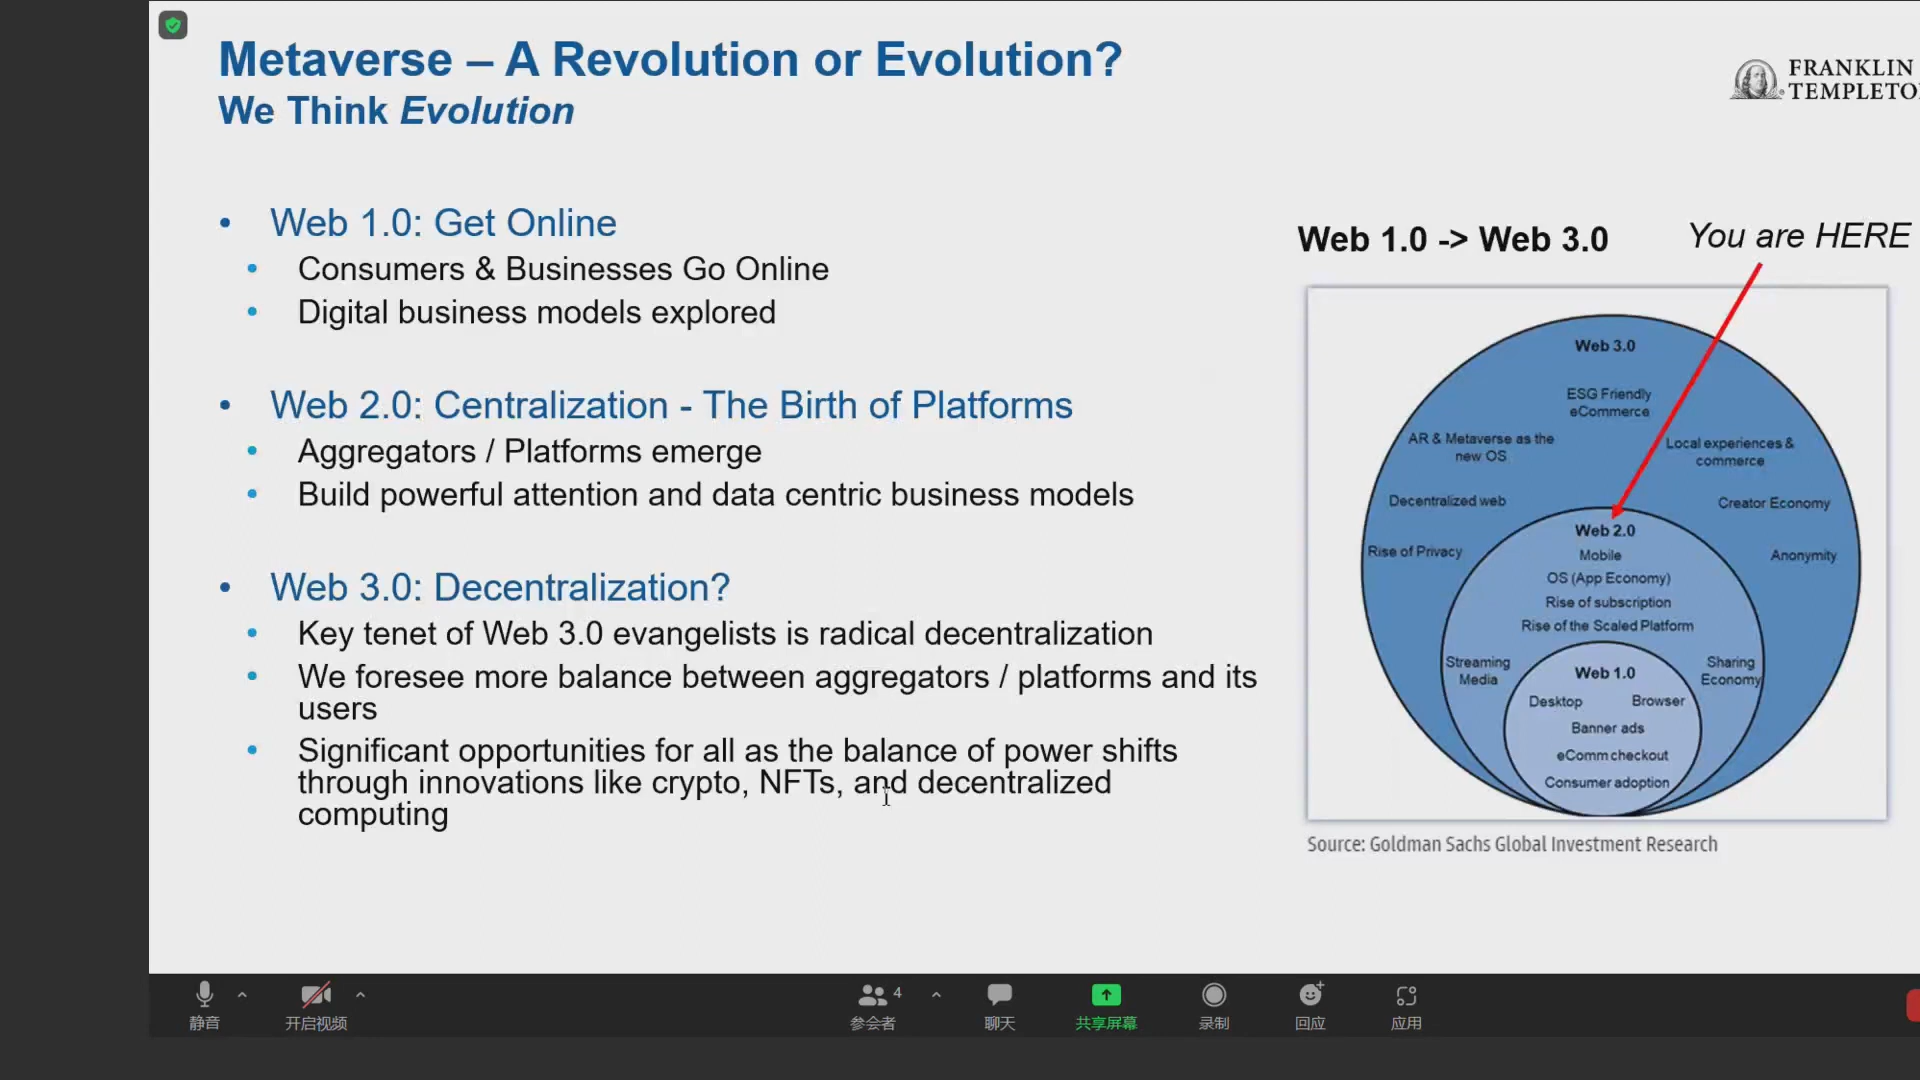 Metaverse – A Revolution or Evolution?
We Think Evolution
FRANKLIN
TEMPLETO
• Web 1.0: Get Online
• Consumers & Businesses Go Online
• Digital business models explored
• Web 2.0: Centralization - The Birth of Platforms
• Aggregators / Platforms emerge
• Build powerful attention and data centric business models
• Web 3.0: Decentralization?
• Key tenet of Web 3.0 evangelists is radical decentralization
• We foresee more balance between aggregators / platforms and its
users
• Significant opportunities for all as the balance of power shifts
through innovations like crypto, NFTs, and decentralized
computing
Web 1.0 -> Web 3.0
You are HERE
Web 3.0
ESG Friendly
eCommerce
AR & Metaverse as the
new OS
Local experiences &
commerce
Decentralized web
Creator Economy
Rise of Privacy
Anonymity
Web 2.0
Mobile
OS (App Economy)
Rise of subscription
Rise of the Scaled Platform
Streaming
Media
Sharing
Economy
Web 1.0
Desktop
Browser
Banner ads
eComm checkout
Consumer adoption
Source: Goldman Sachs Global Investment Research
静音
开启视频
4
参会者
聊天
共享屏幕
录制
回应
应用